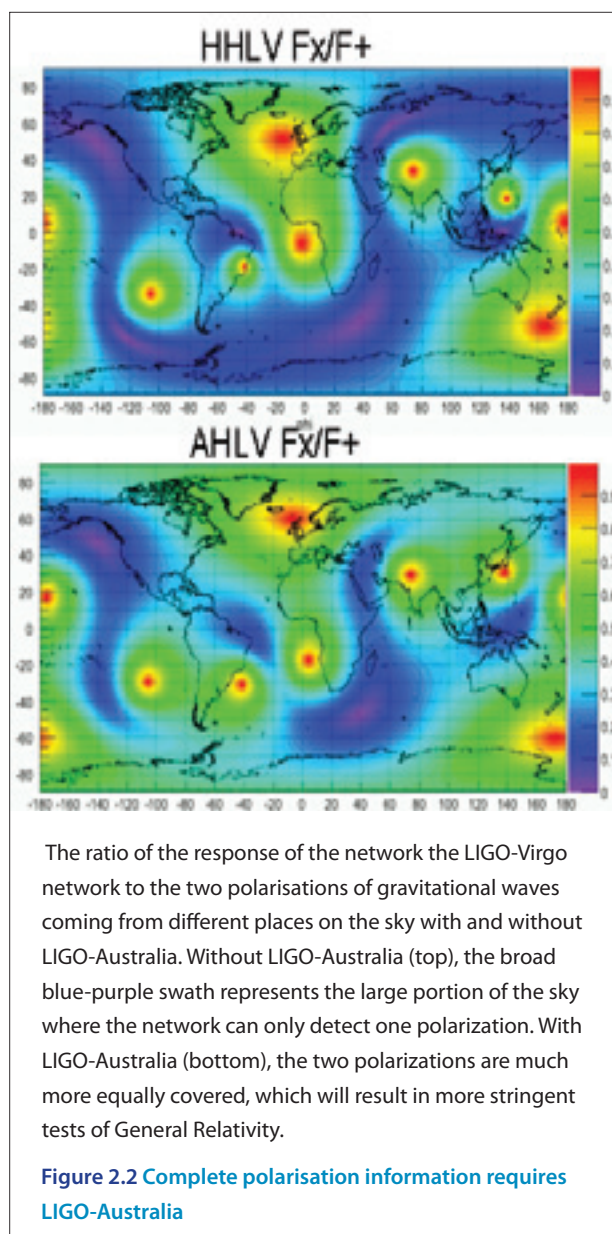 HHLV Fx/F+
80
60
40
20
0
-20
-40
-60
-80
-180 -160 -140 -120 -100 -80 -60 -40 -20 0 20 40 60 80 100 120 140 160 180
phi
AHLV Fx/F+
80
60
40
20
0
-20
-40
-60
-80
-180 -160 -140 -120 -100 -80 -60 -40 -20 0 20 40 60 80 100 120 140 160 180
The ratio of the response of the network the LIGO-Virgo
network to the two polarisations of gravitational waves
coming from different places on the sky with and without
LIGO-Australia. Without LIGO-Australia (top), the broad
blue-purple swath represents the large portion of the sky
where the network can only detect one polarization. With
LIGO-Australia (bottom), the two polarizations are much
more equally covered, which will result in more stringent
tests of General Relativity.
Figure 2.2 Complete polarisation information requires
LIGO-Australia